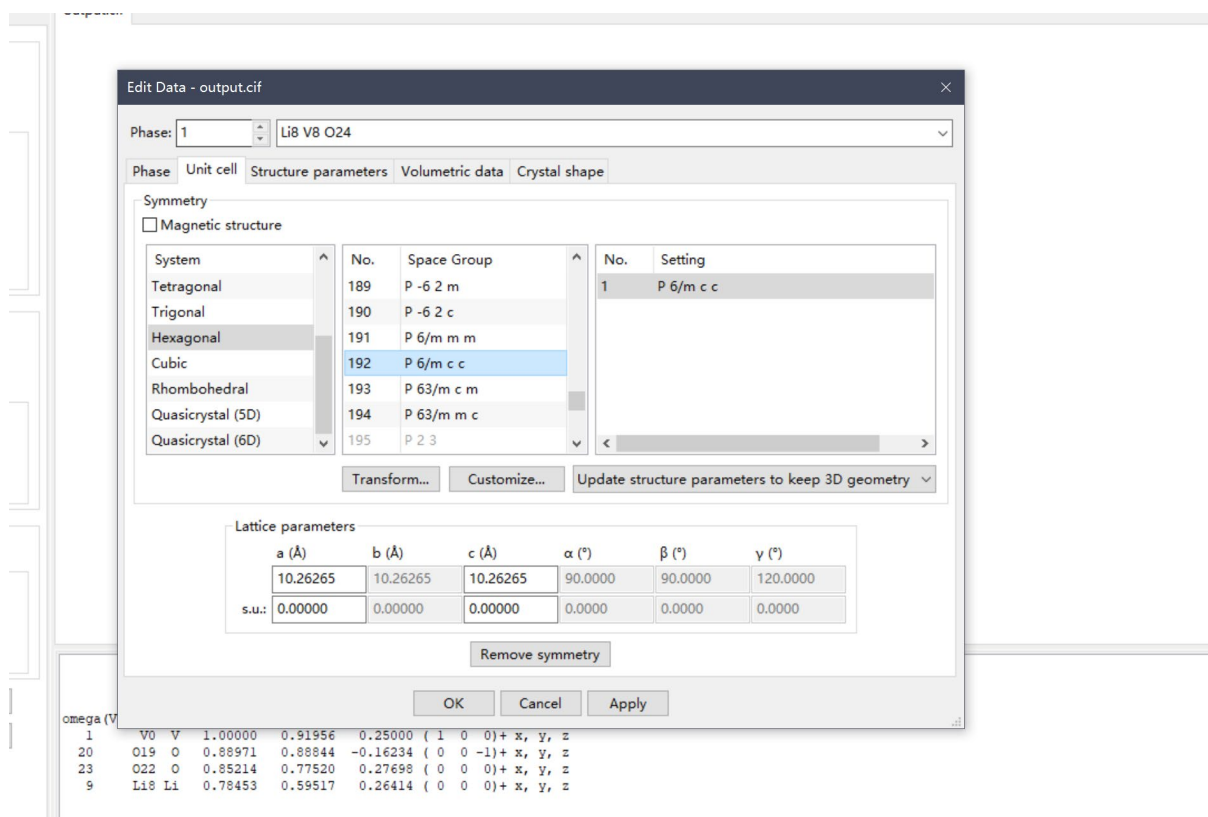 Edit Data - output.cif
Phase: 1 Li8 V8 O24
Phase Unit cell Structure parameters Volumetric data Crystal shape
Symmetry
Magnetic structure
System No. Space Group No. Setting
Tetragonal 189 P -6 2 m 1 P 6/m c c
Trigonal 190 P -6 2 c
Hexagonal 191 P 6/m m m
Cubic 192 P 6/m c c
Rhombohedral 193 P 63/m c m
Quasicrystal (5D) 194 P 63/m m c
Quasicrystal (6D) 195 P 2 3
Transform... Customize... Update structure parameters to keep 3D geometry
Lattice parameters
a (Å) b (Å) c (Å) α (°) β (°) γ (°)
10.26265 10.26265 10.26265 90.0000 90.0000 120.0000
s.u.: 0.00000 0.00000 0.00000 0.0000 0.0000 0.0000
Remove symmetry
OK Cancel Apply
omega (V
1 V0 V 1.00000 0.91956 0.25000 ( 1 0 0)+ x, y, z
20 O19 O 0.88971 0.88844 -0.16234 ( 0 0 -1)+ x, y, z
23 O22 O 0.85214 0.77520 0.27698 ( 0 0 0)+ x, y, z
9 Li8 Li 0.78453 0.59517 0.26414 ( 0 0 0)+ x, y, z